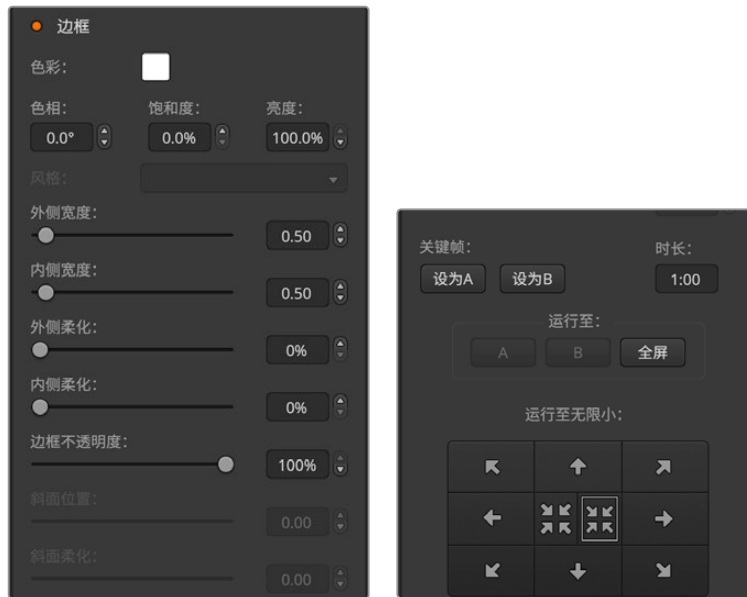 边框
色彩:
色相: 饱和度: 亮度:
0.0° 0.0% 100.0%
风格:
外侧宽度:
0.50
内侧宽度:
0.50
外侧柔化:
0%
内侧柔化:
0%
边框不透明度:
100%
斜面位置:
0.00
斜面柔化:
0.00
关键帧: 时长:
设为A 设为B 1:00
运行至:
A B 全屏
运行至无限小: